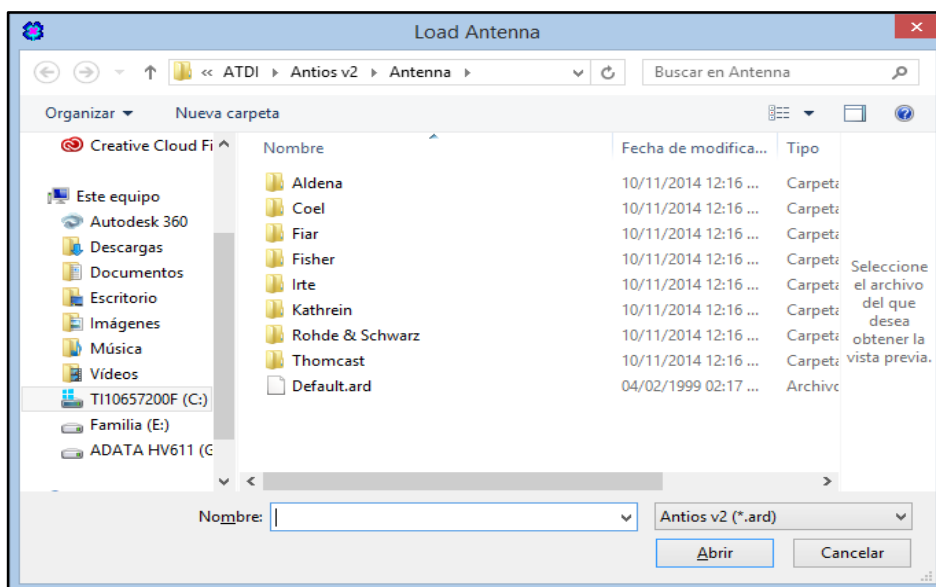 Load Antenna
« ATDI Antios v2 Antenna Buscar en Antenna
Organizar Nueva carpeta
Creative Cloud Fi
Este equipo
Autodesk 360
Descargas
Documentos
Escritorio
Imágenes
Música
Vídeos
TI10657200F (C:)
Familia (E:)
ADATA HV611 (G
Nombre Fecha de modifica... Tipo
Aldena 10/11/2014 12:16 ... Carpeta
Coel 10/11/2014 12:16 ... Carpeta
Fiar 10/11/2014 12:16 ... Carpeta
Fisher 10/11/2014 12:16 ... Carpeta
Irte 10/11/2014 12:16 ... Carpeta
Kathrein 10/11/2014 12:16 ... Carpeta
Rohde & Schwarz 10/11/2014 12:16 ... Carpeta
Thomcast 10/11/2014 12:16 ... Carpeta
Default.ard 04/02/1999 02:17 ... Archivo
Seleccione
el archivo
del que
desea
obtener la
vista previa.
Nombre: Antios v2 (*.ard)
Abrir Cancelar